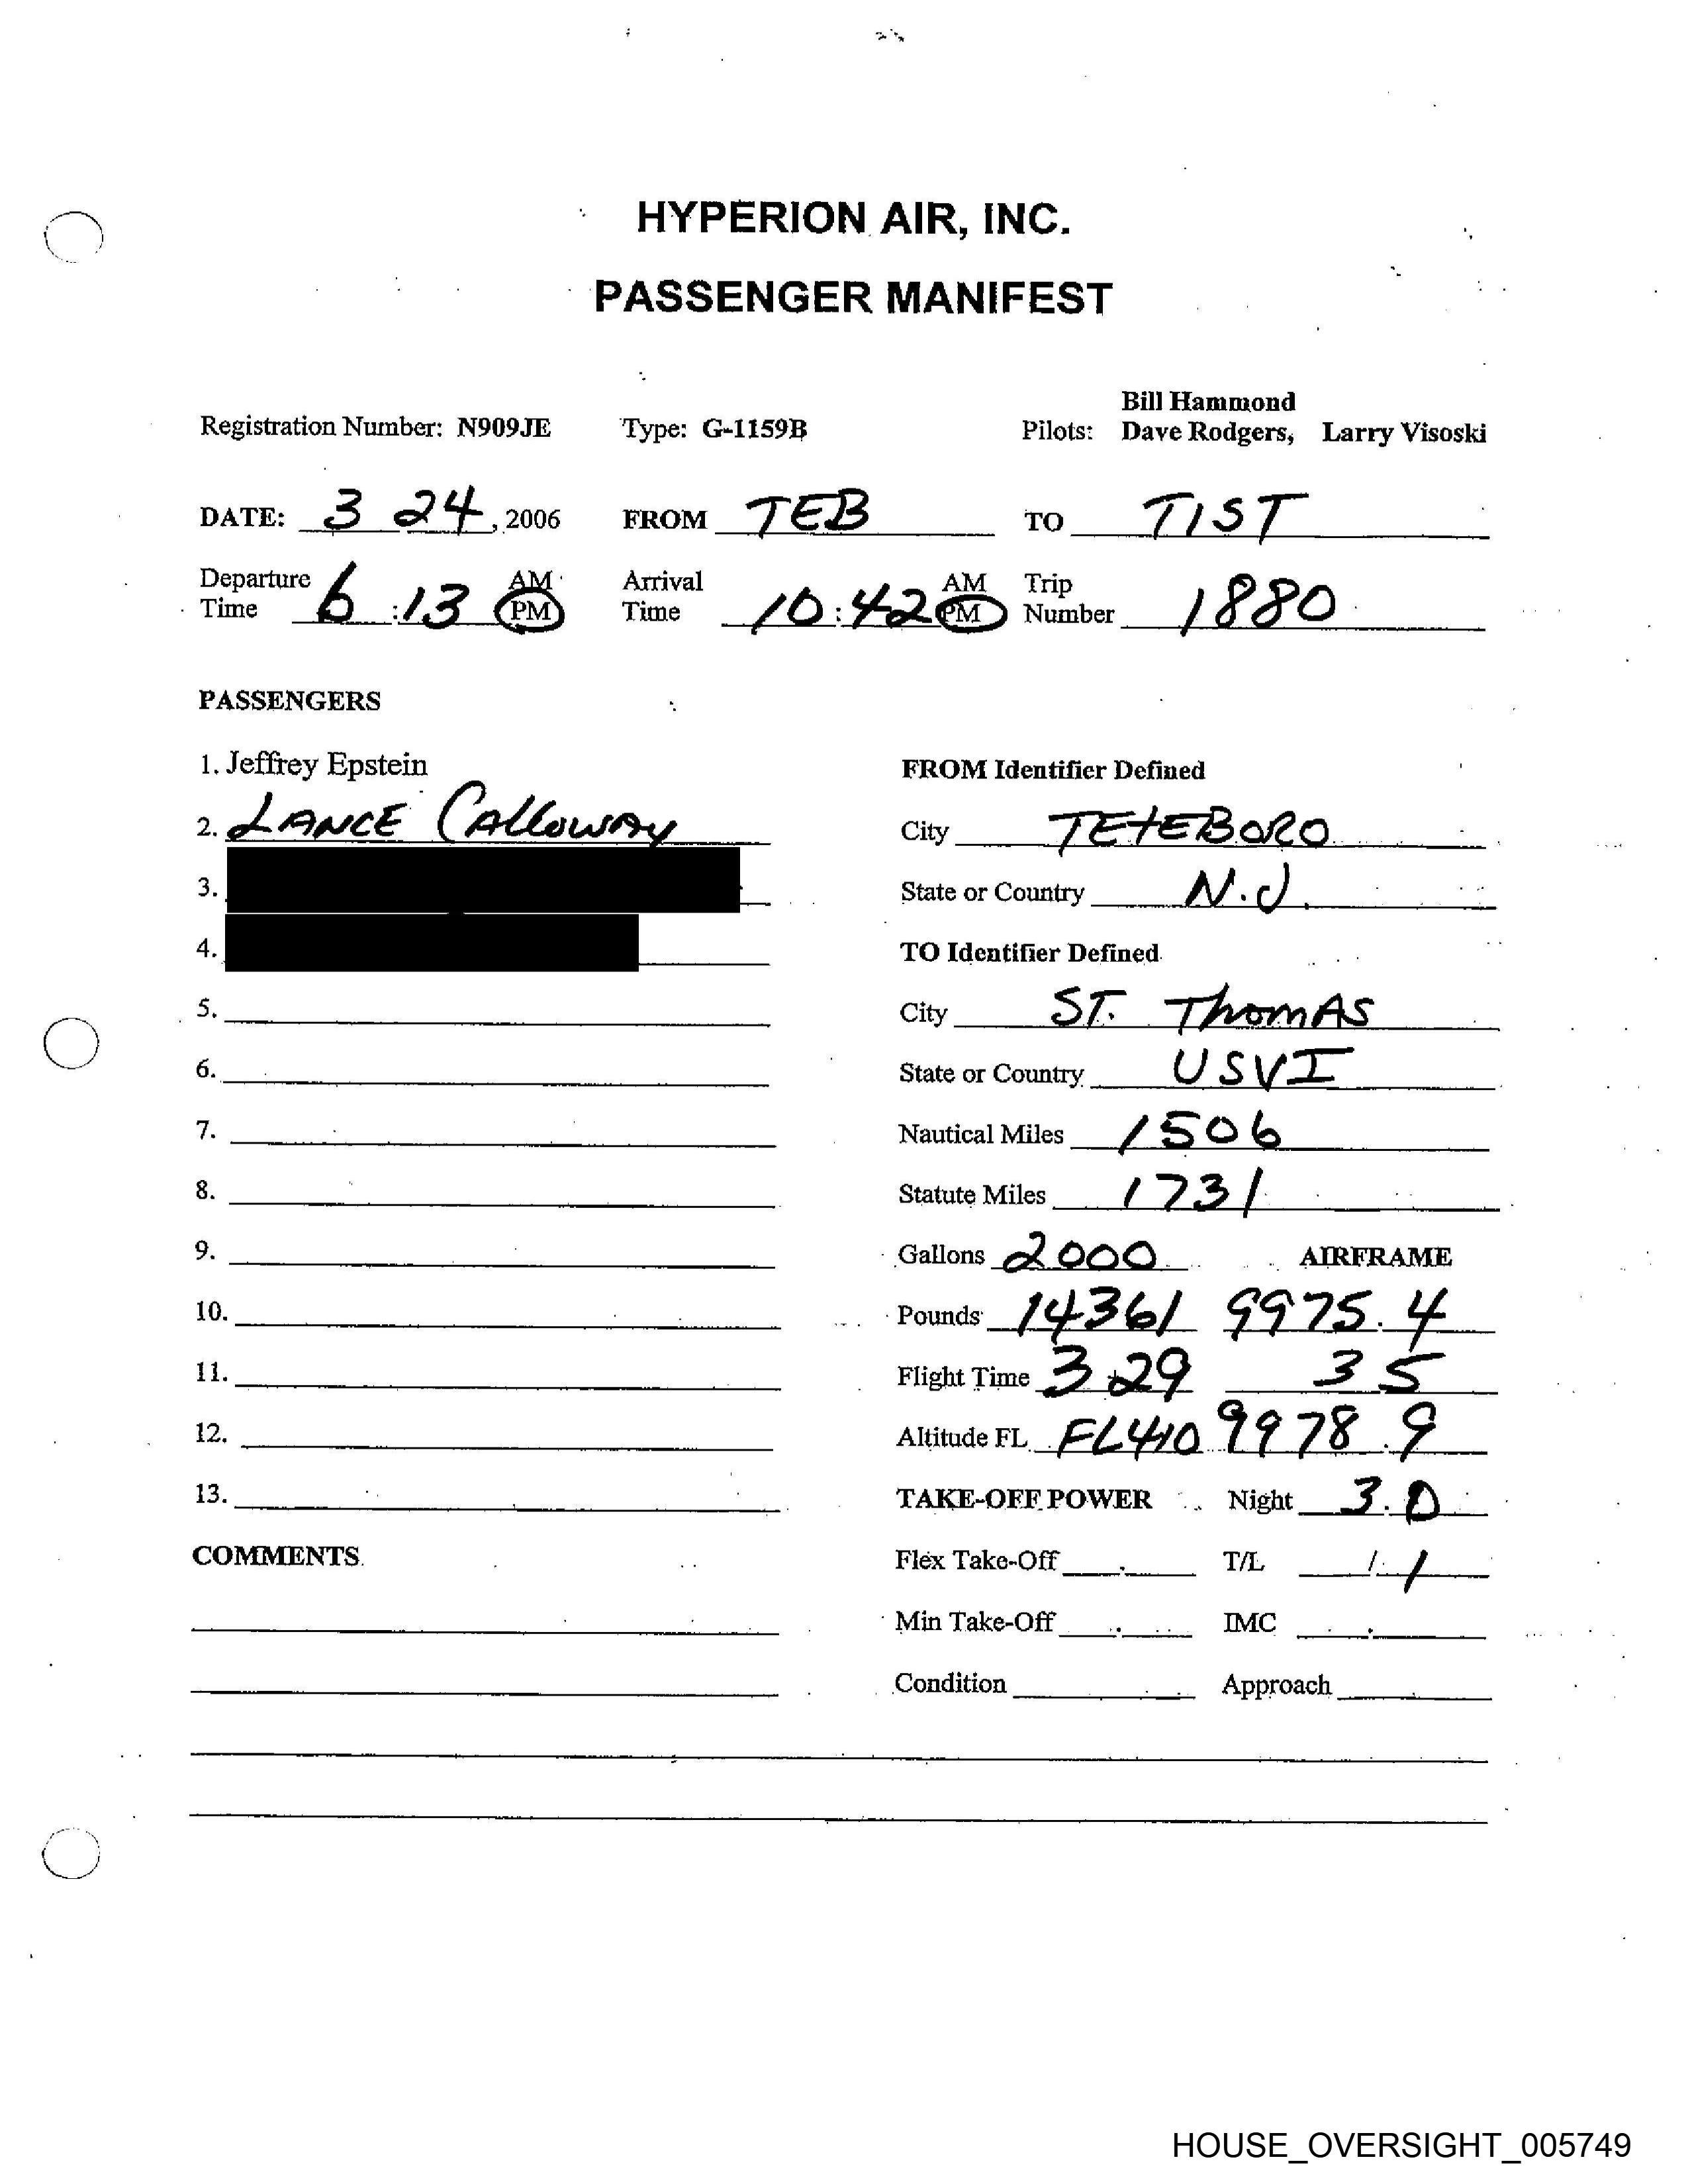 HYPERION AIR, INC.
PASSENGER MANIFEST
Bill Hammond
Registration Number: N909JE Type: G-1159B Pilots: Dave Rodgers, Larry Visoski
DATE: 3 24, 2006 FROM TEB TO TIST
Departure Time 6:13 AM PM Arrival Time 10:42 AM PM Trip Number 1880
PASSENGERS
1. Jeffrey Epstein
2. LANCE CALLOWAY
3.
4.
5.
6.
7.
8.
9.
10.
11.
12.
13.
COMMENTS
FROM Identifier Defined
City TETEBORO
State or Country N.J.
TO Identifier Defined
City ST. THOMAS
State or Country USVI
Nautical Miles 1506
Statute Miles 1731
Gallons 2000 AIRFRAME
Pounds 14361 9975.4
Flight Time 3 29 3 5
Altitude FL FL410 9978.9
TAKE-OFF POWER Night 3.0
Flex Take-Off T/L / 1
Min Take-Off IMC
Condition Approach
HOUSE_OVERSIGHT_005749